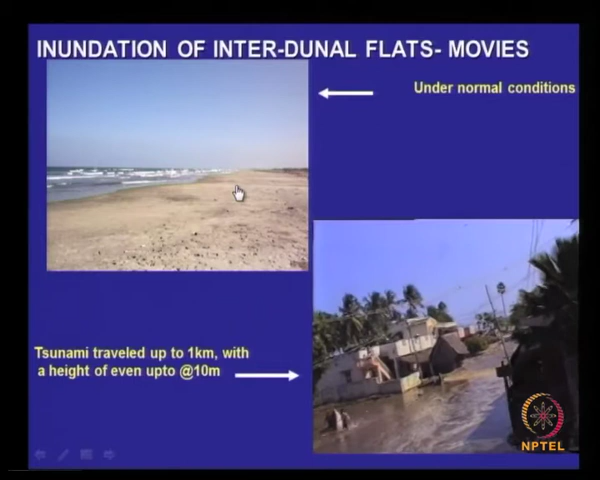 INUNDATION OF INTER-DUNAL FLATS- MOVIES
Under normal conditions
Tsunami traveled up to 1km, with
a height of even upto @10m
NPTEL